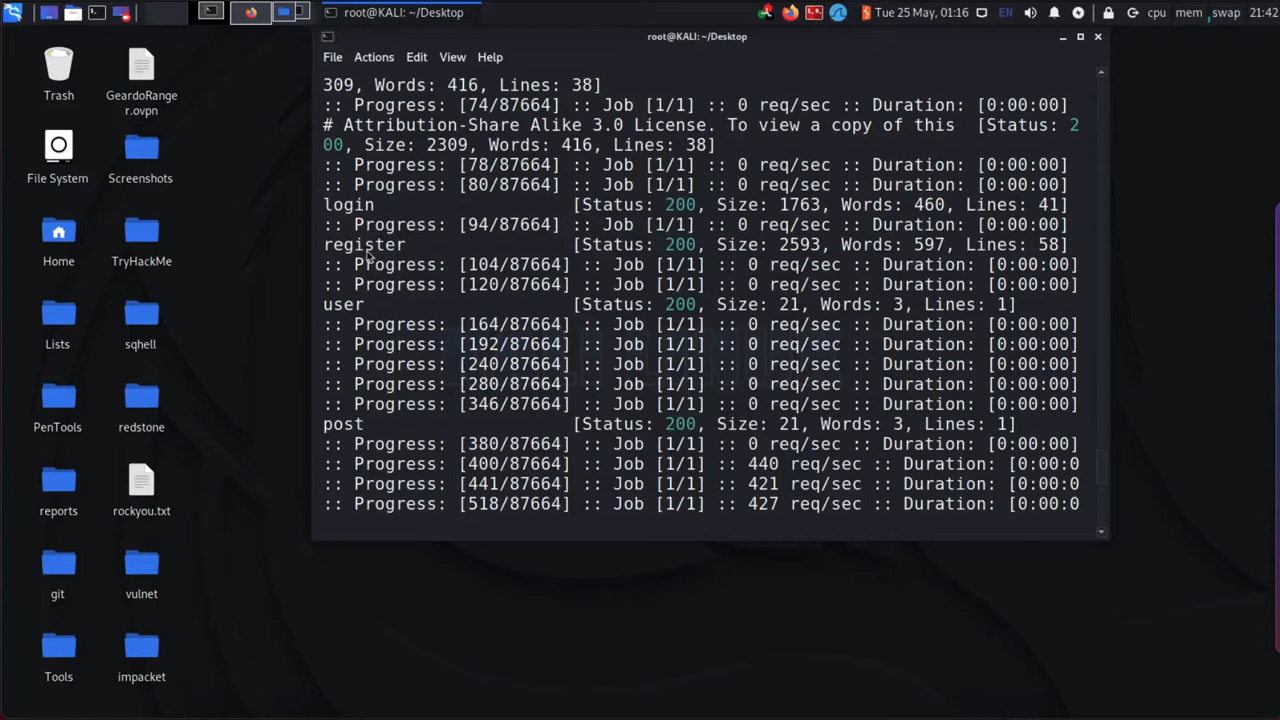 root@KALI: ~/Desktop
Tue 25 May, 01:16
EN
cpu
mem
swap
21:42
root@KALI: ~/Desktop
File Actions Edit View Help
309, Words: 416, Lines: 38]
:: Progress: [74/87664] :: Job [1/1] :: 0 req/sec :: Duration: [0:00:00]
# Attribution-Share Alike 3.0 License. To view a copy of this [Status: 2
00, Size: 2309, Words: 416, Lines: 38]
:: Progress: [78/87664] :: Job [1/1] :: 0 req/sec :: Duration: [0:00:00]
:: Progress: [80/87664] :: Job [1/1] :: 0 req/sec :: Duration: [0:00:00]
login [Status: 200, Size: 1763, Words: 460, Lines: 41]
:: Progress: [94/87664] :: Job [1/1] :: 0 req/sec :: Duration: [0:00:00]
register [Status: 200, Size: 2593, Words: 597, Lines: 58]
:: Progress: [104/87664] :: Job [1/1] :: 0 req/sec :: Duration: [0:00:00]
:: Progress: [120/87664] :: Job [1/1] :: 0 req/sec :: Duration: [0:00:00]
user [Status: 200, Size: 21, Words: 3, Lines: 1]
:: Progress: [164/87664] :: Job [1/1] :: 0 req/sec :: Duration: [0:00:00]
:: Progress: [192/87664] :: Job [1/1] :: 0 req/sec :: Duration: [0:00:00]
:: Progress: [240/87664] :: Job [1/1] :: 0 req/sec :: Duration: [0:00:00]
:: Progress: [280/87664] :: Job [1/1] :: 0 req/sec :: Duration: [0:00:00]
:: Progress: [346/87664] :: Job [1/1] :: 0 req/sec :: Duration: [0:00:00]
post [Status: 200, Size: 21, Words: 3, Lines: 1]
:: Progress: [380/87664] :: Job [1/1] :: 0 req/sec :: Duration: [0:00:00]
:: Progress: [400/87664] :: Job [1/1] :: 440 req/sec :: Duration: [0:00:0
:: Progress: [441/87664] :: Job [1/1] :: 421 req/sec :: Duration: [0:00:0
:: Progress: [518/87664] :: Job [1/1] :: 427 req/sec :: Duration: [0:00:0
Trash
GeardoRang
er.ovpn
File System
Screenshots
Home
TryHackMe
Lists
sqhell
PenTools
redstone
reports
rockyou.txt
git
vulnet
Tools
impacket